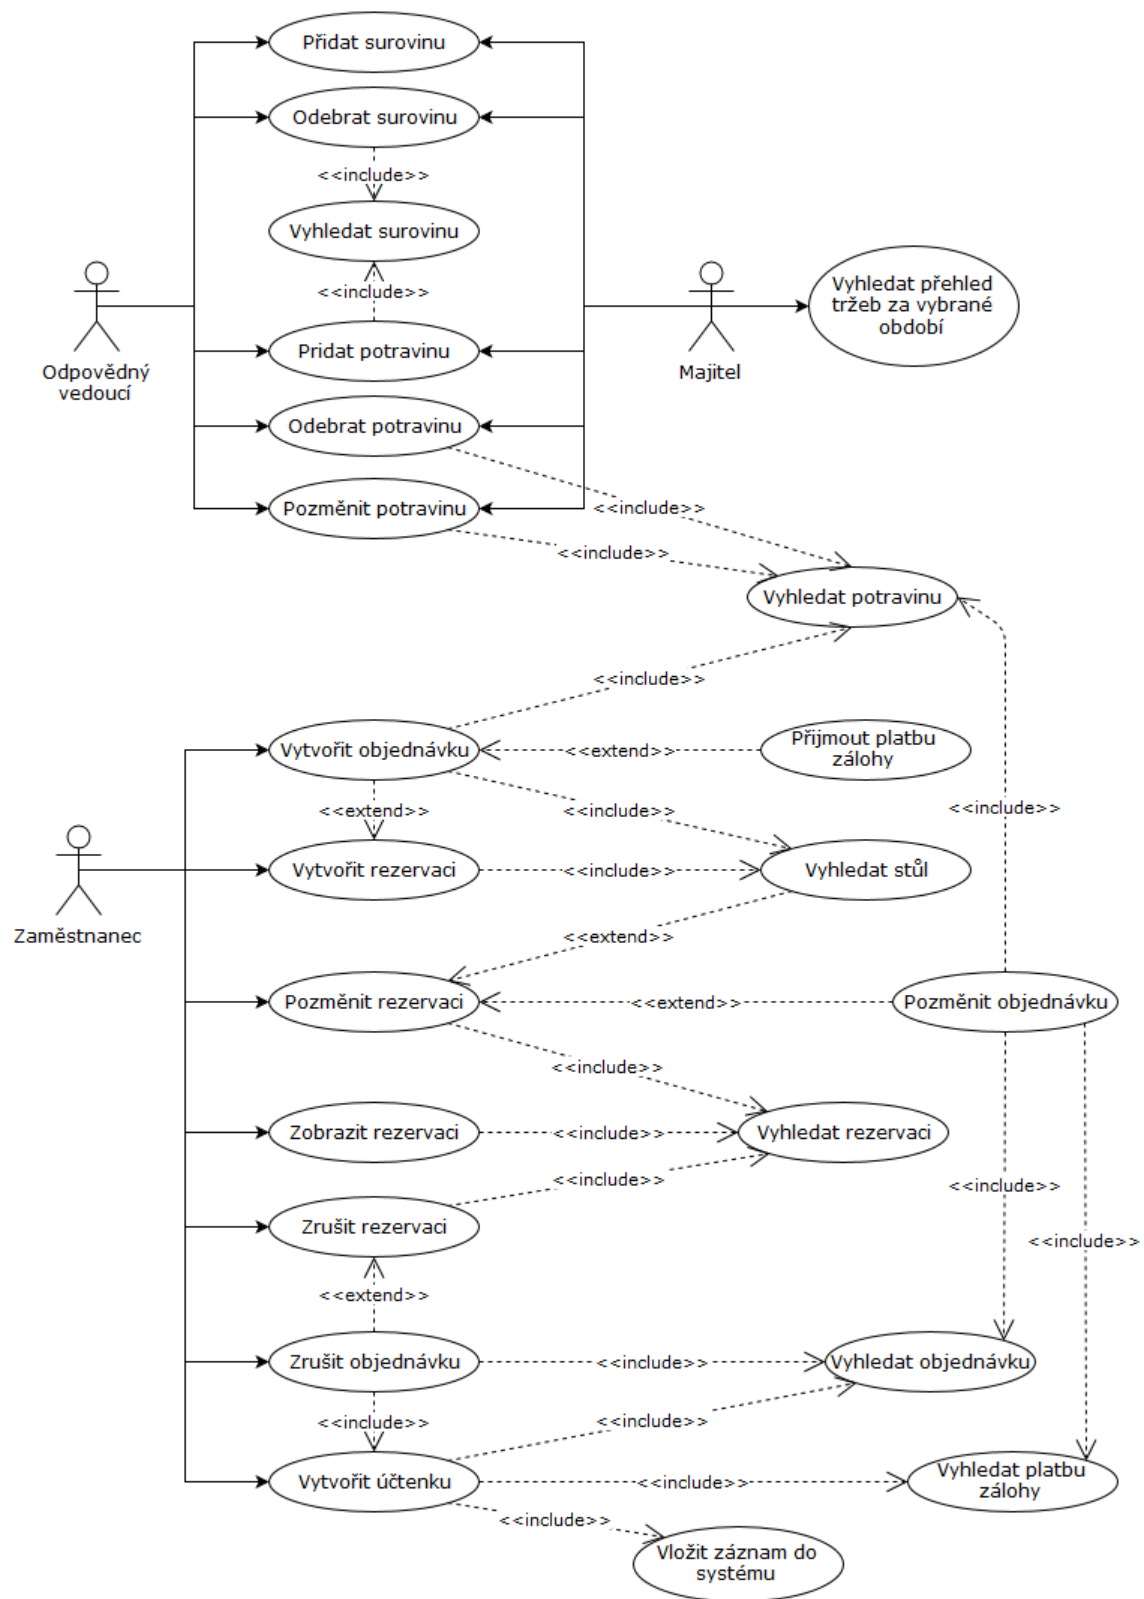 Přidat surovinu
Odebrat surovinu
<<include>>
Vyhledat surovinu
<<include>>
Vyhledat přehled
tržeb za vybrané
období
Pridat potravinu
Odpovědný
vedoucí
Majitel
Odebrat potravinu
Pozměnit potravinu
<<include>>
<<include>>
Vyhledat potravinu
<<include>>
Vytvořit objednávku
<<extend>>
Přijmout platbu
zálohy
<<extend>>
<<include>>
<<include>>
Vytvořit rezervaci
<<include>>
Vyhledat stůl
Zaměstnanec
<<extend>>
Pozměnit rezervaci
<<extend>>
Pozměnit objednávku
<<include>>
Zobrazit rezervaci
<<include>>
Vyhledat rezervaci
<<include>>
<<include>>
Zrušit rezervaci
<<include>>
<<extend>>
Zrušit objednávku
<<include>>
Vyhledat objednávku
<<include>>
<<include>>
Vytvořit účtenku
<<include>>
Vyhledat platbu
zálohy
<<include>>
Vložit záznam do
systému